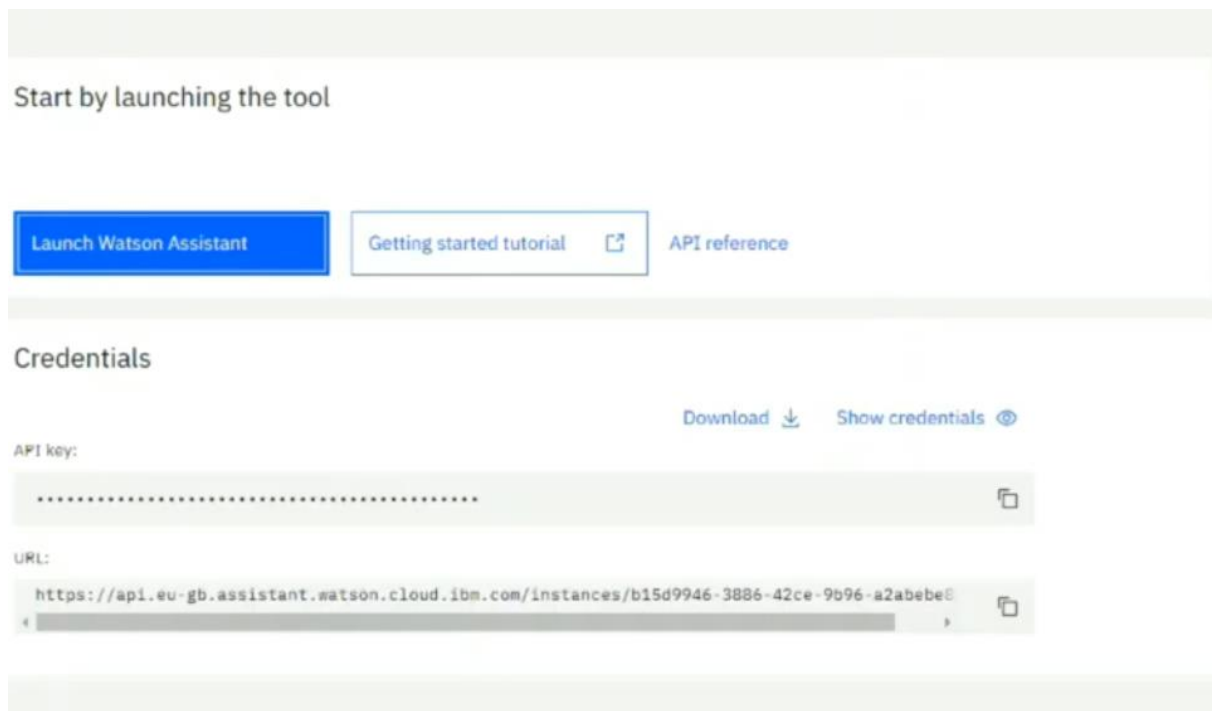 Start by launching the tool
Launch Watson Assistant
Getting started tutorial
API reference
Credentials
Download
Show credentials
API key:
•••••••••••••••••••••••••••••••••••••••••••
URL:
https://api.eu-gb.assistant.watson.cloud.ibm.com/instances/b15d9946-3886-42ce-9b96-a2abebe8